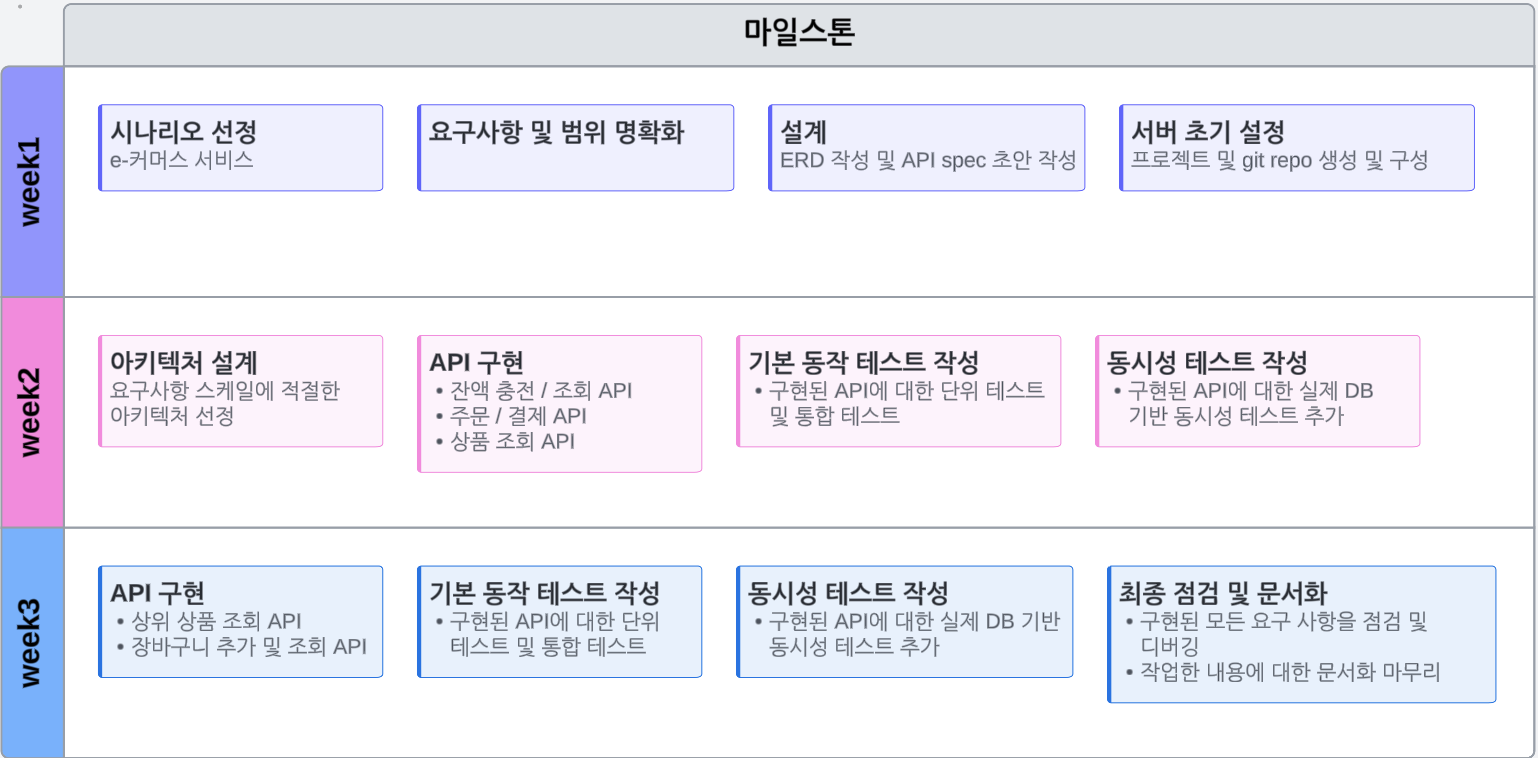 마일스톤
week1
시나리오 선정
e-커머스 서비스
요구사항 및 범위 명확화
설계
ERD 작성 및 API spec 초안 작성
서버 초기 설정
프로젝트 및 git repo 생성 및 구성
week2
아키텍처 설계
요구사항 스케일에 적절한
아키텍처 선정
API 구현
• 잔액 충전 / 조회 API
• 주문 / 결제 API
• 상품 조회 API
기본 동작 테스트 작성
• 구현된 API에 대한 단위 테스트
및 통합 테스트
동시성 테스트 작성
• 구현된 API에 대한 실제 DB
기반 동시성 테스트 추가
week3
API 구현
• 상위 상품 조회 API
• 장바구니 추가 및 조회 API
기본 동작 테스트 작성
• 구현된 API에 대한 단위
테스트 및 통합 테스트
동시성 테스트 작성
• 구현된 API에 대한 실제 DB 기반
동시성 테스트 추가
최종 점검 및 문서화
• 구현된 모든 요구 사항을 점검 및
디버깅
• 작업한 내용에 대한 문서화 마무리